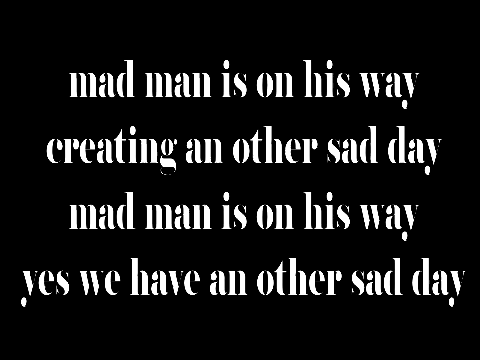 mad man is on his way
creating an other sad day
mad man is on his way
yes we have an other sad day